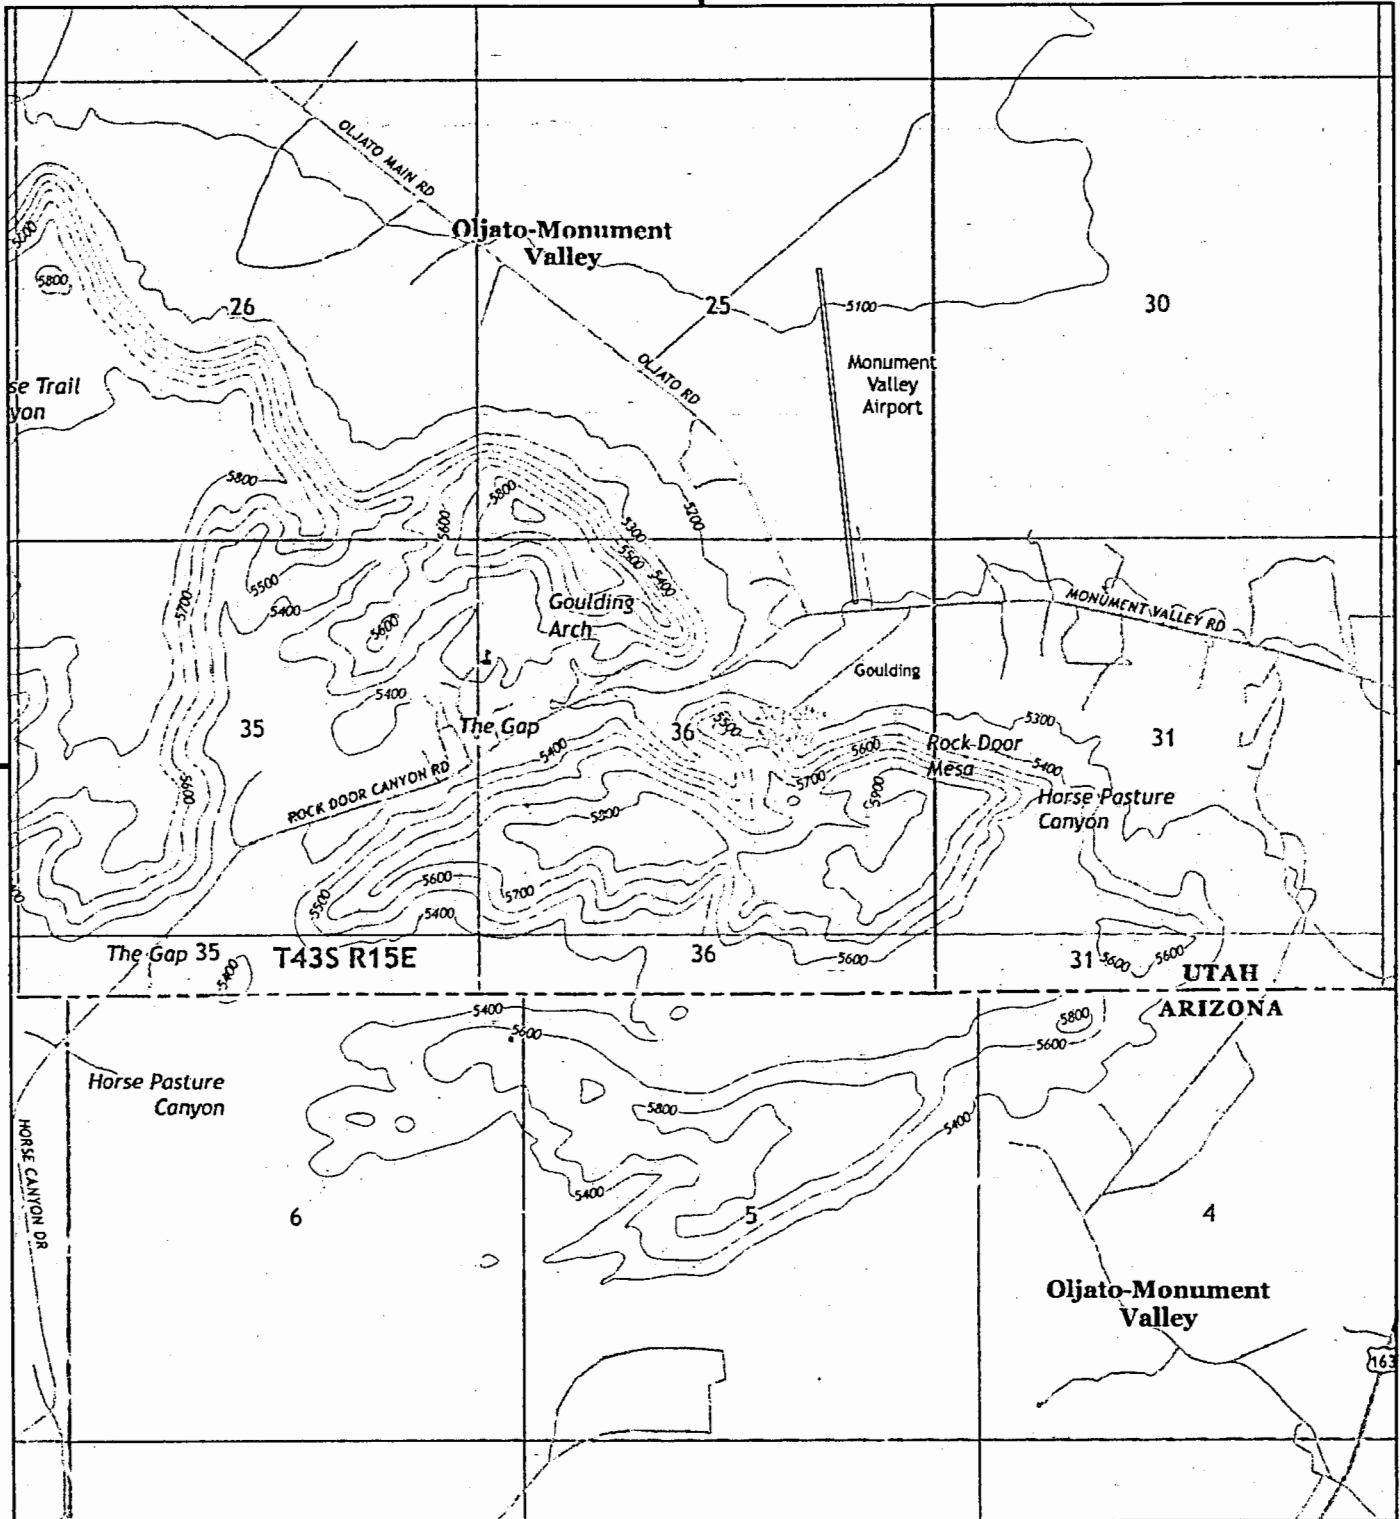 OLJATO MAIN RD
Oljato-Monument
Valley
5600
5800
26
25
5100
30
OLJATO RD
Monument
Valley
Airport
se Trail
yon
5800
5800
5600
5200
5300
5500
5400
5500
5400
5700
5600
Goulding
Arch
MONUMENT VALLEY RD
Goulding
5400
35
The Gap
36
5500
5300
31
5400
5600
Rock Door
Mesa
5400
5700
5900
5600
Horse Pasture
Canyon
ROCK DOOR CANYON RD
5800
5600
5700
5500
5400
The Gap
35
T43S R15E
36
5600
31
5600
5600
5400
UTAH
ARIZONA
5400
5600
5800
5600
Horse Pasture
Canyon
5800
5400
HORSE CANYON DR
5400
6
5
4
Oljato-Monument
Valley
163